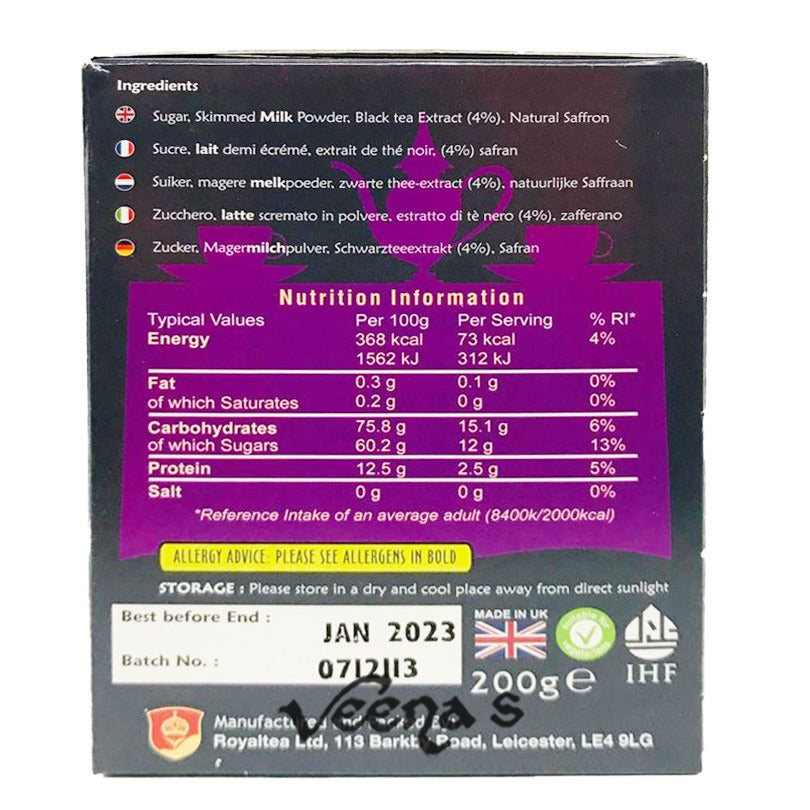 Ingredients
Sugar, Skimmed Milk Powder, Black tea Extract (4%), Natural Saffron
Sucre, lait demi écrémé, extrait de thé noir, (4%) safran
Suiker, magere melkpoeder, zwarte thee-extract (4%), natuurlijke Saffraan
Zucchero, latte scremato in polvere, estratto di tè nero (4%), zafferano
Zucker, Magermilchpulver, Schwarzteeextrakt (4%), Safran
Nutrition Information
Typical Values Per 100g Per Serving % RI*
Energy 368 kcal 73 kcal 4%
1562 kJ 312 kJ
Fat 0.3 g 0.1 g 0%
of which Saturates 0.2 g 0 g 0%
Carbohydrates 75.8 g 15.1 g 6%
of which Sugars 60.2 g 12 g 13%
Protein 12.5 g 2.5 g 5%
Salt 0 g 0 g 0%
*Reference Intake of an average adult (8400k/2000kcal)
ALLERGY ADVICE: PLEASE SEE ALLERGENS IN BOLD
STORAGE : Please store in a dry and cool place away from direct sunlight
Best before End : JAN 2023
Batch No. : 0712113
MADE IN UK
Suitable for vegetarians
200g e
IHF
Veena's
Manufactured and Packed By:
Royaltea Ltd, 113 Barkby Road, Leicester, LE4 9LG